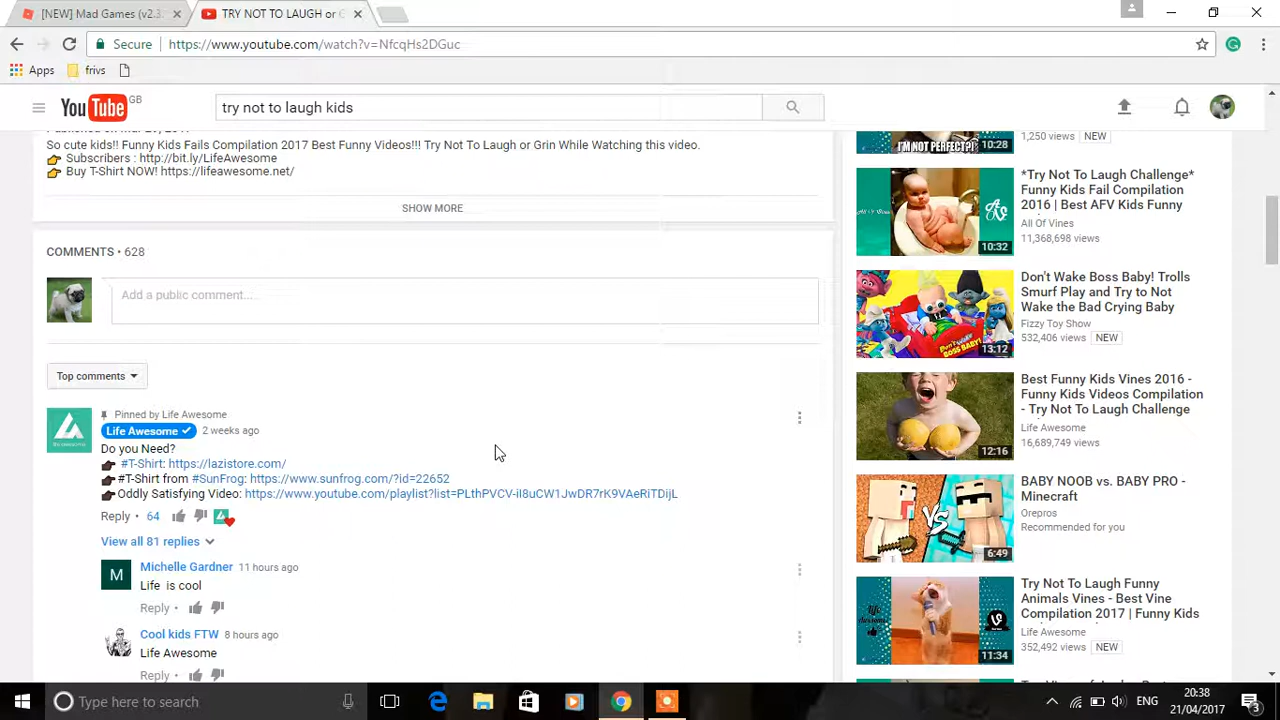 [NEW] Mad Games (v2.3
TRY NOT TO LAUGH or G
Secure https://www.youtube.com/watch?v=NfcqHs2DGuc
Apps frivs
YouTube GB
try not to laugh kids
So cute kids!! Funny Kids Fails Compilation 2017 Best Funny Videos!!! Try Not To Laugh or Grin While Watching this video.
Subscribers : http://bit.ly/LifeAwesome
Buy T-Shirt NOW! https://lifeawesome.net/
SHOW MORE
COMMENTS • 628
Add a public comment...
Top comments
Pinned by Life Awesome
Life Awesome 2 weeks ago
Do you Need?
#T-Shirt: https://lazistore.com/
#T-Shirt from #SunFrog: https://www.sunfrog.com/?id=22652
Oddly Satisfying Video: https://www.youtube.com/playlist?list=PLthPVCV-iI8uCW1JwDR7rK9VAeRiTDijL
Reply • 64
View all 81 replies
M
Michelle Gardner 11 hours ago
Life is cool
Reply •
Cool kids FTW 8 hours ago
Life Awesome
Reply •
I'M NOT PERFECT?!
10:28
1,250 views NEW
10:32
*Try Not To Laugh Challenge*
Funny Kids Fail Compilation
2016 | Best AFV Kids Funny
All Of Vines
11,368,698 views
13:12
Don't Wake Boss Baby! Trolls
Smurf Play and Try to Not
Wake the Bad Crying Baby
Fizzy Toy Show
532,406 views NEW
12:16
Best Funny Kids Vines 2016 -
Funny Kids Videos Compilation
- Try Not To Laugh Challenge
Life Awesome
16,689,749 views
VS
6:49
BABY NOOB vs. BABY PRO -
Minecraft
Orepros
Recommended for you
11:34
Try Not To Laugh Funny
Animals Vines - Best Vine
Compilation 2017 | Funny Kids
Life Awesome
352,492 views NEW
Type here to search
ENG
20:38
21/04/2017
3